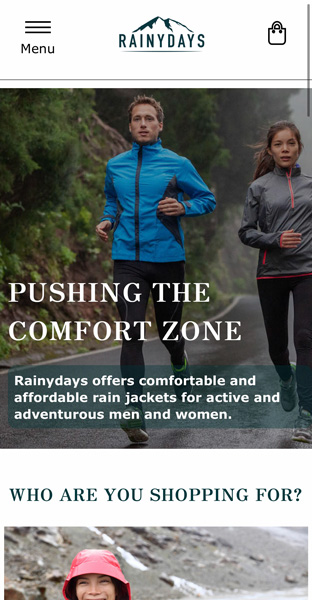 RAINYDAYS
Menu
PUSHING THE
COMFORT ZONE
Rainydays offers comfortable and
affordable rain jackets for active and
adventurous men and women.
WHO ARE YOU SHOPPING FOR?